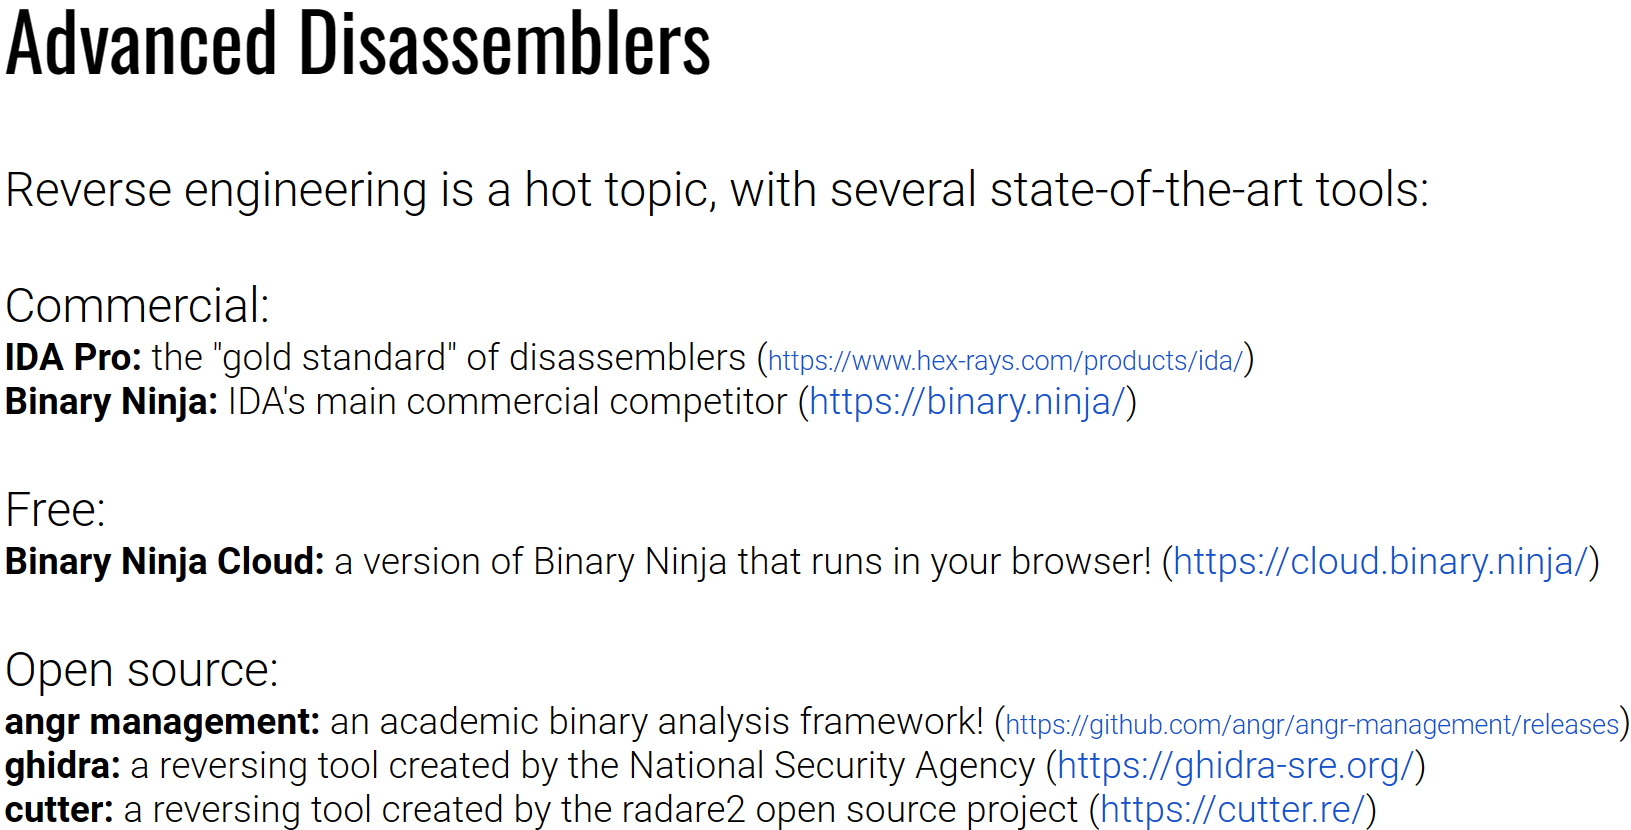 Advanced Disassemblers
Reverse engineering is a hot topic, with several state-of-the-art tools:
Commercial:
IDA Pro: the "gold standard" of disassemblers (https://www.hex-rays.com/products/ida/)
Binary Ninja: IDA's main commercial competitor (https://binary.ninja/)
Free:
Binary Ninja Cloud: a version of Binary Ninja that runs in your browser! (https://cloud.binary.ninja/)
Open source:
angr management: an academic binary analysis framework! (https://github.com/angr/angr-management/releases)
ghidra: a reversing tool created by the National Security Agency (https://ghidra-sre.org/)
cutter: a reversing tool created by the radare2 open source project (https://cutter.re/)